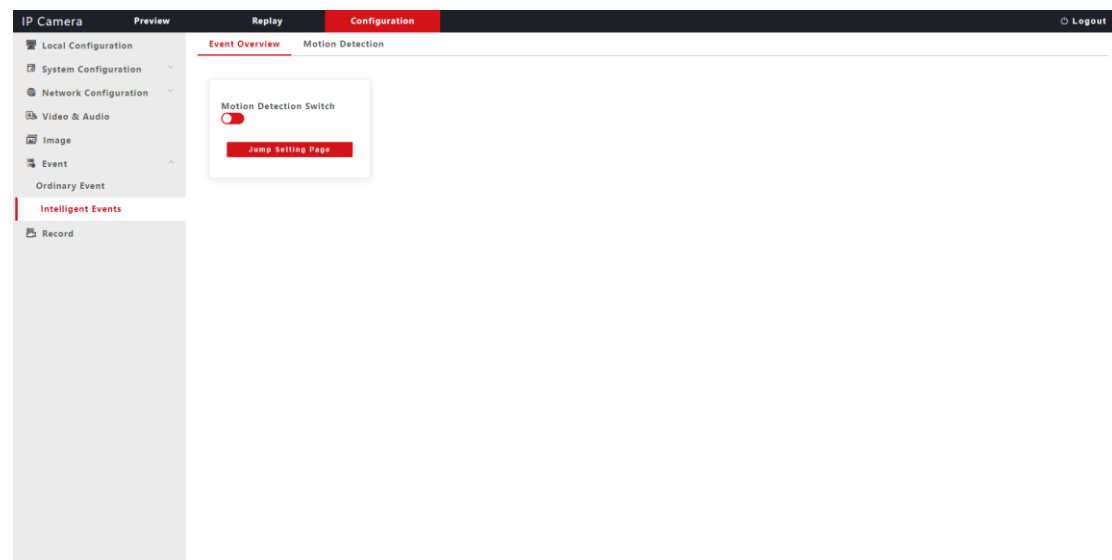 IP Camera Preview Replay Configuration Logout
Local Configuration
System Configuration
Network Configuration
Video & Audio
Image
Event
Ordinary Event
Intelligent Events
Record
Event Overview Motion Detection
Motion Detection Switch
Jump Setting Page